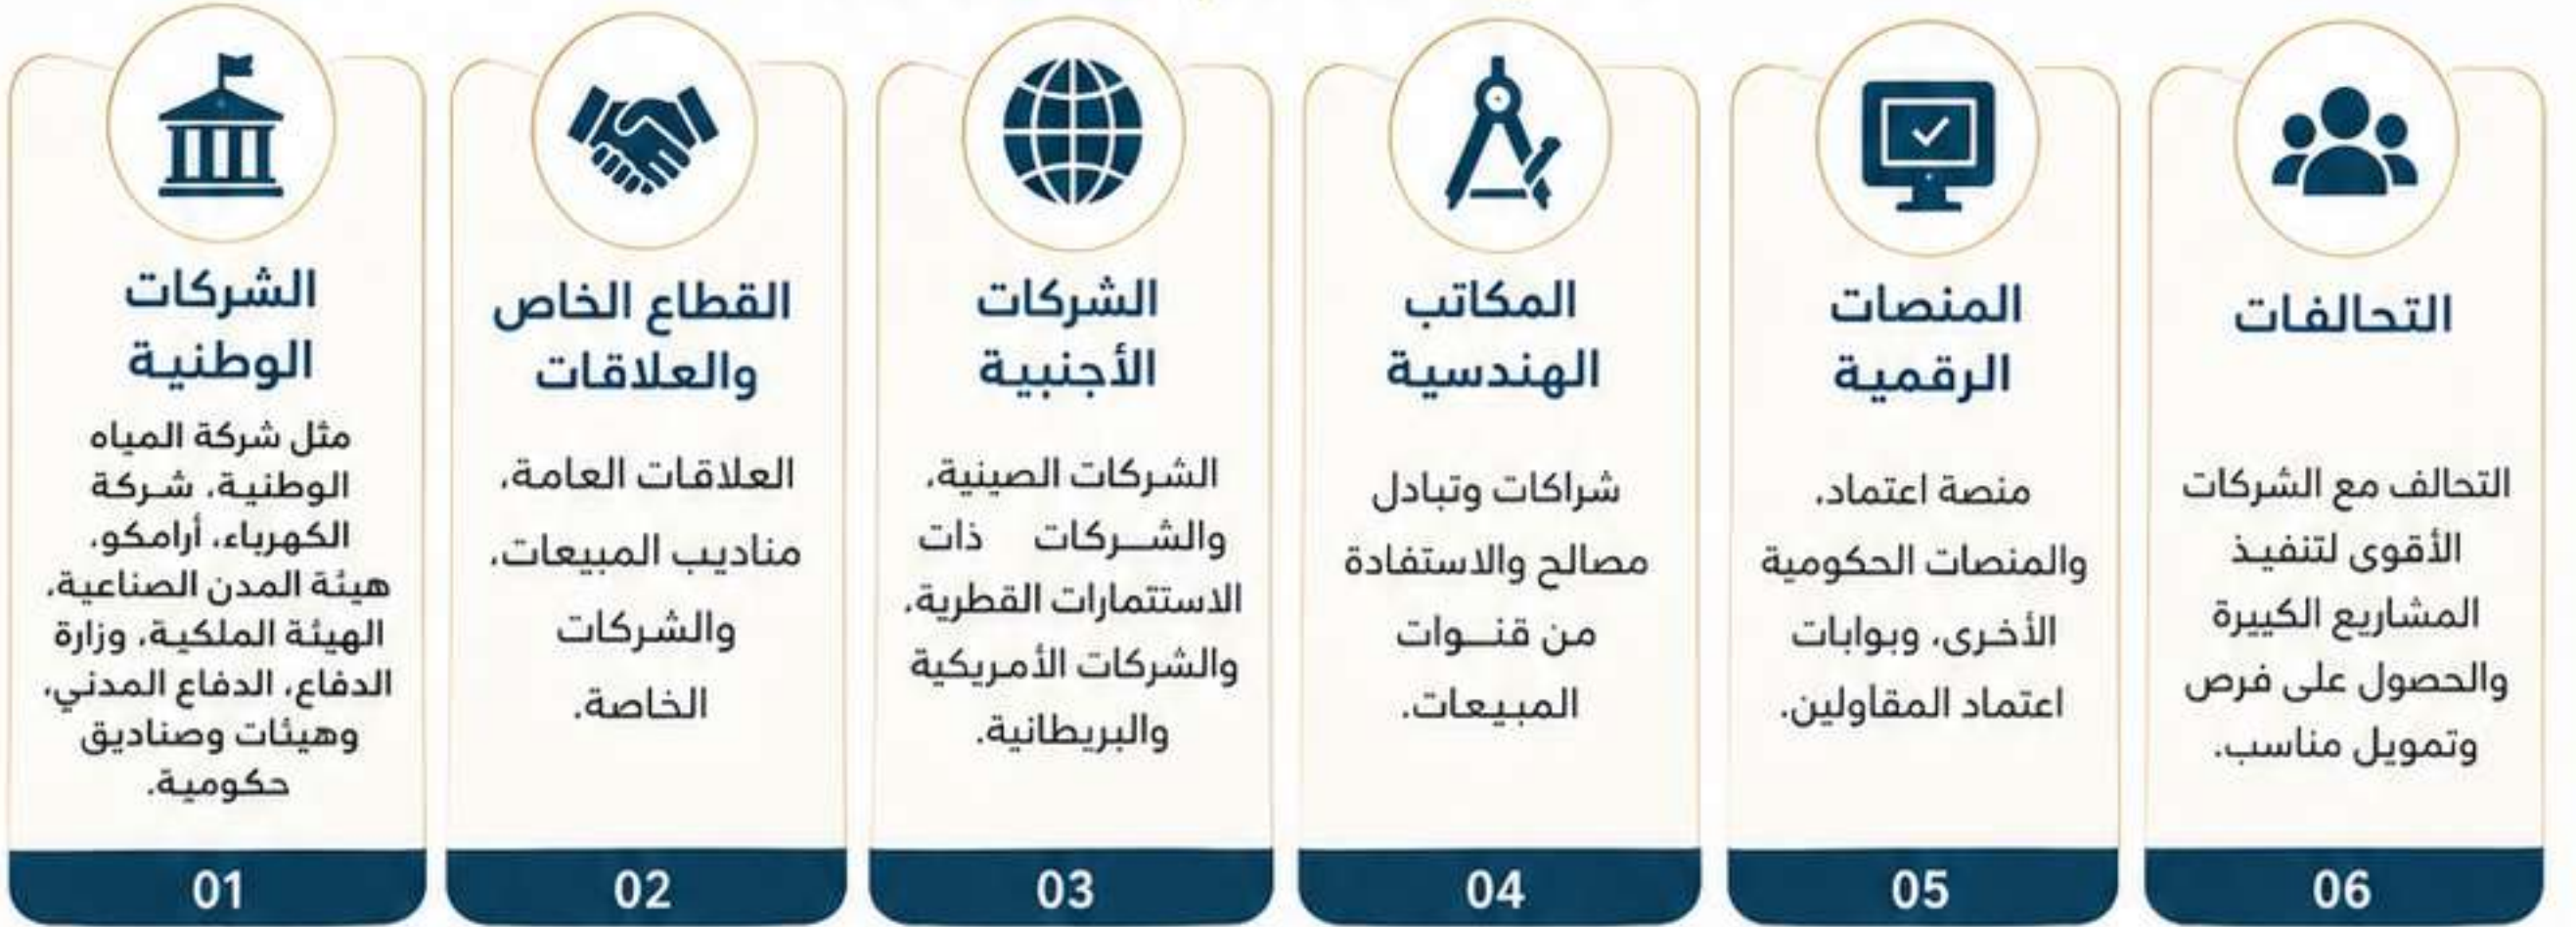 الشركات
الوطنية
مثل شركة المياه
الوطنية، شركة
الكهرباء، أرامكو،
هيئة المدن الصناعية،
الهيئة الملكية، وزارة
الدفاع، الدفاع المدني،
وهيئات وصناديق
حكومية.
01
القطاع الخاص
والعلاقات
العلاقات العامة،
مناديب المبيعات،
والشركات
الخاصة.
02
الشركات
الأجنبية
الشركات الصينية،
والشركات ذات
الاستثمارات القطرية،
والشركات الأمريكية
والبريطانية.
03
المكاتب
الهندسية
شراكات وتبادل
مصالح والاستفادة
من قنوات
المبيعات.
04
المنصات
الرقمية
منصة اعتماد،
والمنصات الحكومية
الأخرى، وبوابات
اعتماد المقاولين.
05
التحالفات
التحالف مع الشركات
الأقوى لتنفيذ
المشاريع الكبيرة
والحصول على فرص
وتمويل مناسب.
06